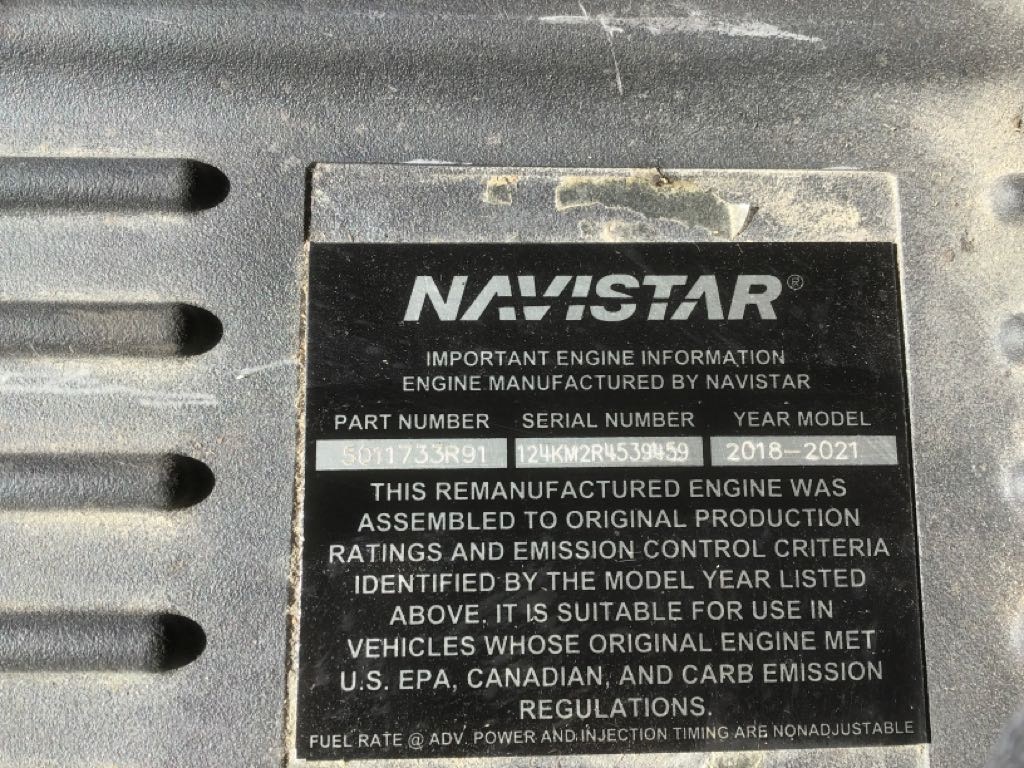 NAVISTAR®
IMPORTANT ENGINE INFORMATION
ENGINE MANUFACTURED BY NAVISTAR
PART NUMBER SERIAL NUMBER YEAR MODEL
5011733R91 124KM2R4539459 2018-2021
THIS REMANUFACTURED ENGINE WAS
ASSEMBLED TO ORIGINAL PRODUCTION
RATINGS AND EMISSION CONTROL CRITERIA
IDENTIFIED BY THE MODEL YEAR LISTED
ABOVE. IT IS SUITABLE FOR USE IN
VEHICLES WHOSE ORIGINAL ENGINE MET
U.S. EPA, CANADIAN, AND CARB EMISSION
REGULATIONS.
FUEL RATE @ ADV. POWER AND INJECTION TIMING ARE NONADJUSTABLE